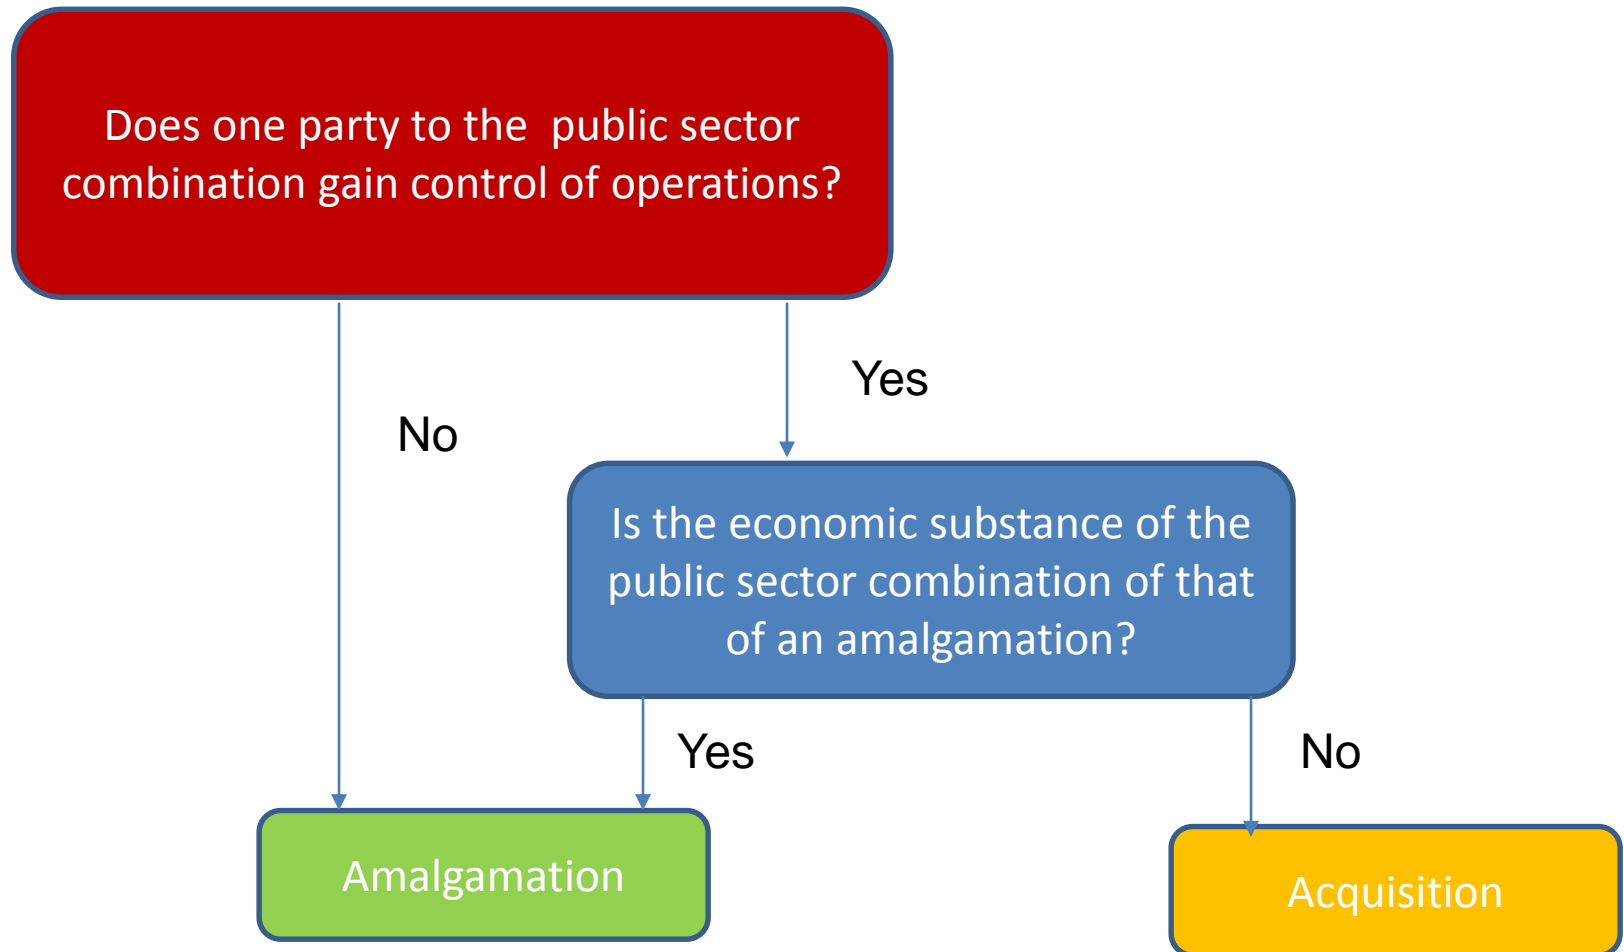 Does one party to the public sector
combination gain control of operations?
Yes
No
Is the economic substance of the
public sector combination of that
of an amalgamation?
Yes
No
Amalgamation
Acquisition